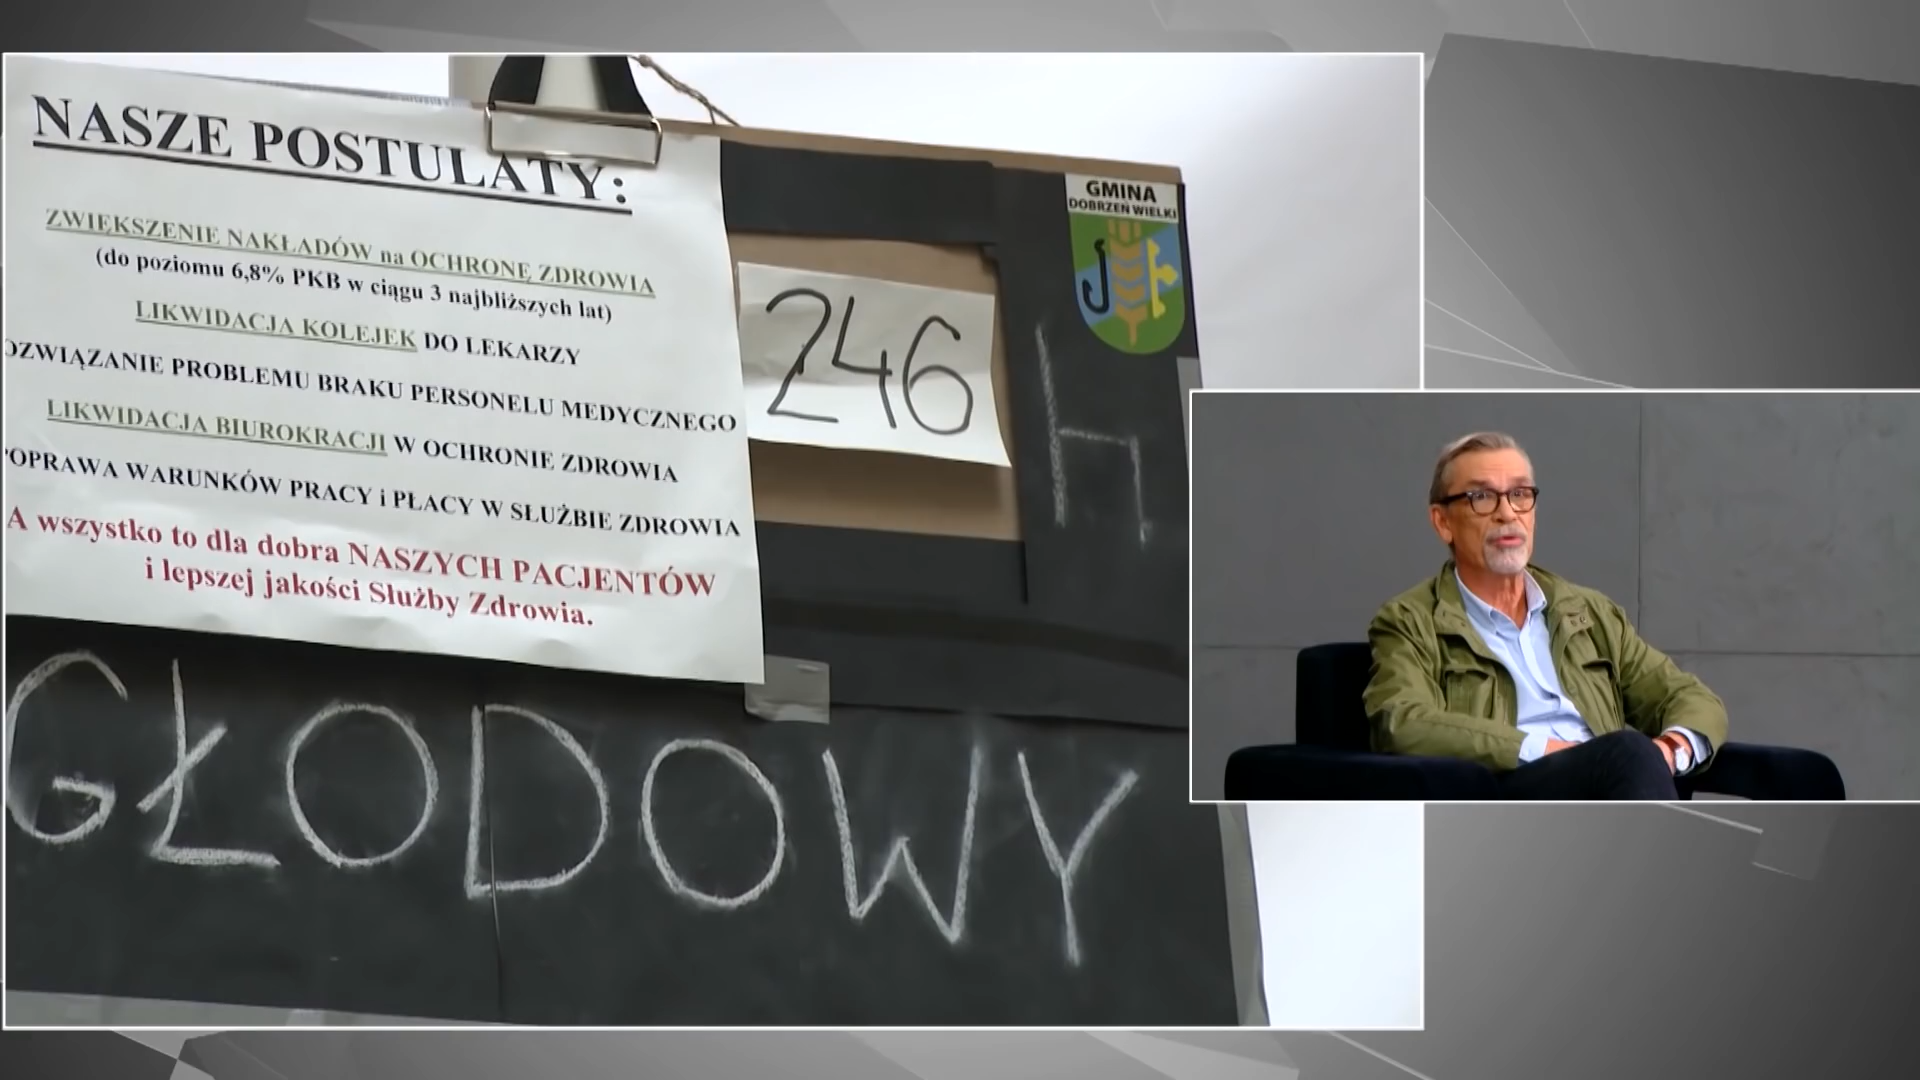 NASZE POSTULATY:
ZWIĘKSZENIE NAKŁADÓW na OCHRONĘ ZDROWIA
(do poziomu 6,8% PKB w ciągu 3 najbliższych lat)
LIKWIDACJA KOLEJEK DO LEKARZY
OZWIĄZANIE PROBLEMU BRAKU PERSONELU MEDYCZNEGO
LIKWIDACJA BIUROKRACJI W OCHRONIE ZDROWIA
OPRAWA WARUNKÓW PRACY i PŁACY W SŁUŻBIE ZDROWIA
A wszystko to dla dobra NASZYCH PACJENTÓW
i lepszej jakości Służby Zdrowia.
GMINA
DOBRZEŃ WIELKI
246
H
GŁODOWY